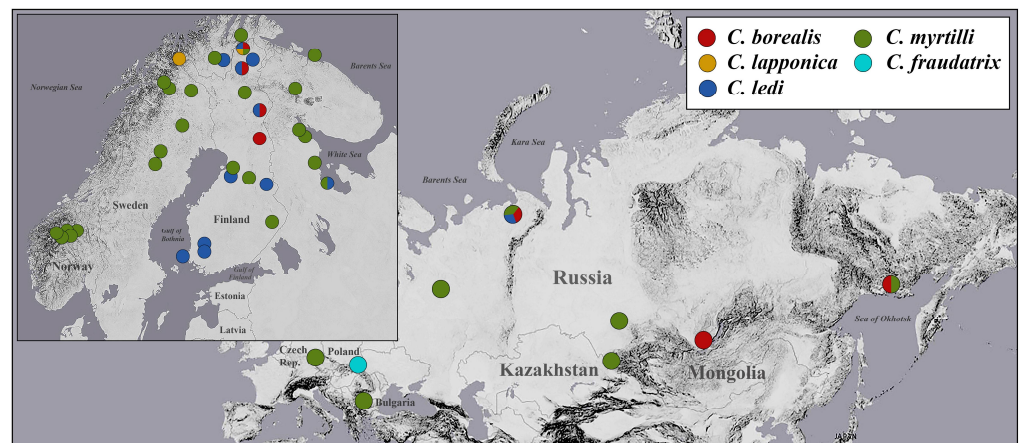 C. borealis
C. myrtilli
C. lapponica
C. fraudatrix
C. ledi
Barents Sea
Norwegian Sea
Kara Sea
White Sea
Barents Sea
Sweden
Finland
Gulf of
Bothnia
Norway
Gulf of
Finland
Russia
Estonia
Sea of Okhotsk
Latvia
Czech
Rep.
Poland
Kazakhstan
Mongolia
Bulgaria
JAPAN